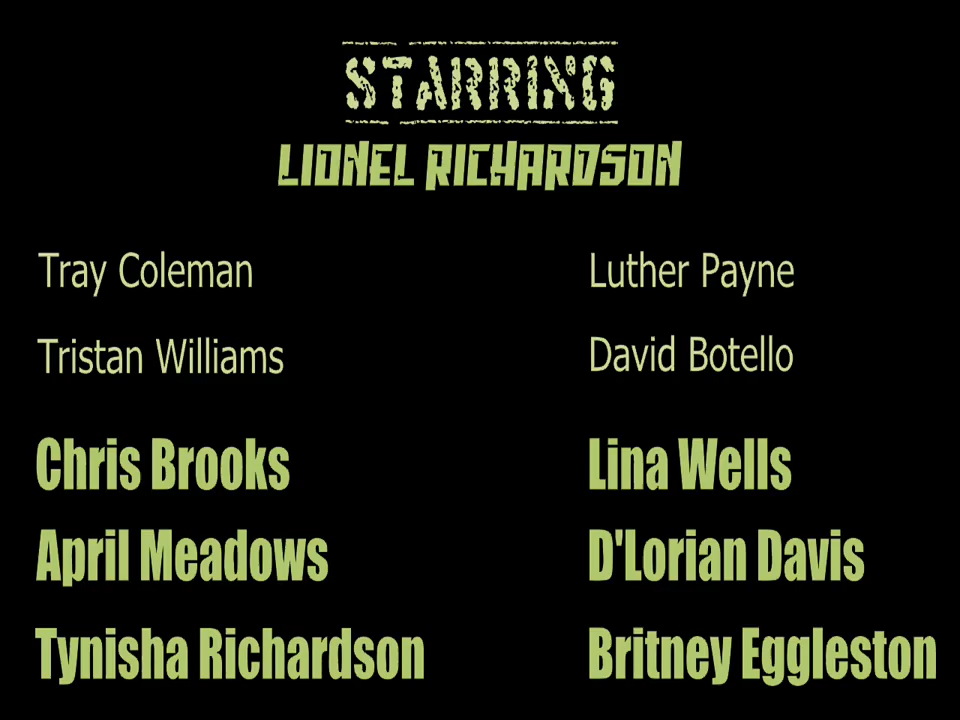 STARRING
LIONEL RICHARDSON
Tray Coleman
Luther Payne
Tristan Williams
David Botello
Chris Brooks
Lina Wells
April Meadows
D'Lorian Davis
Tynisha Richardson
Britney Eggleston